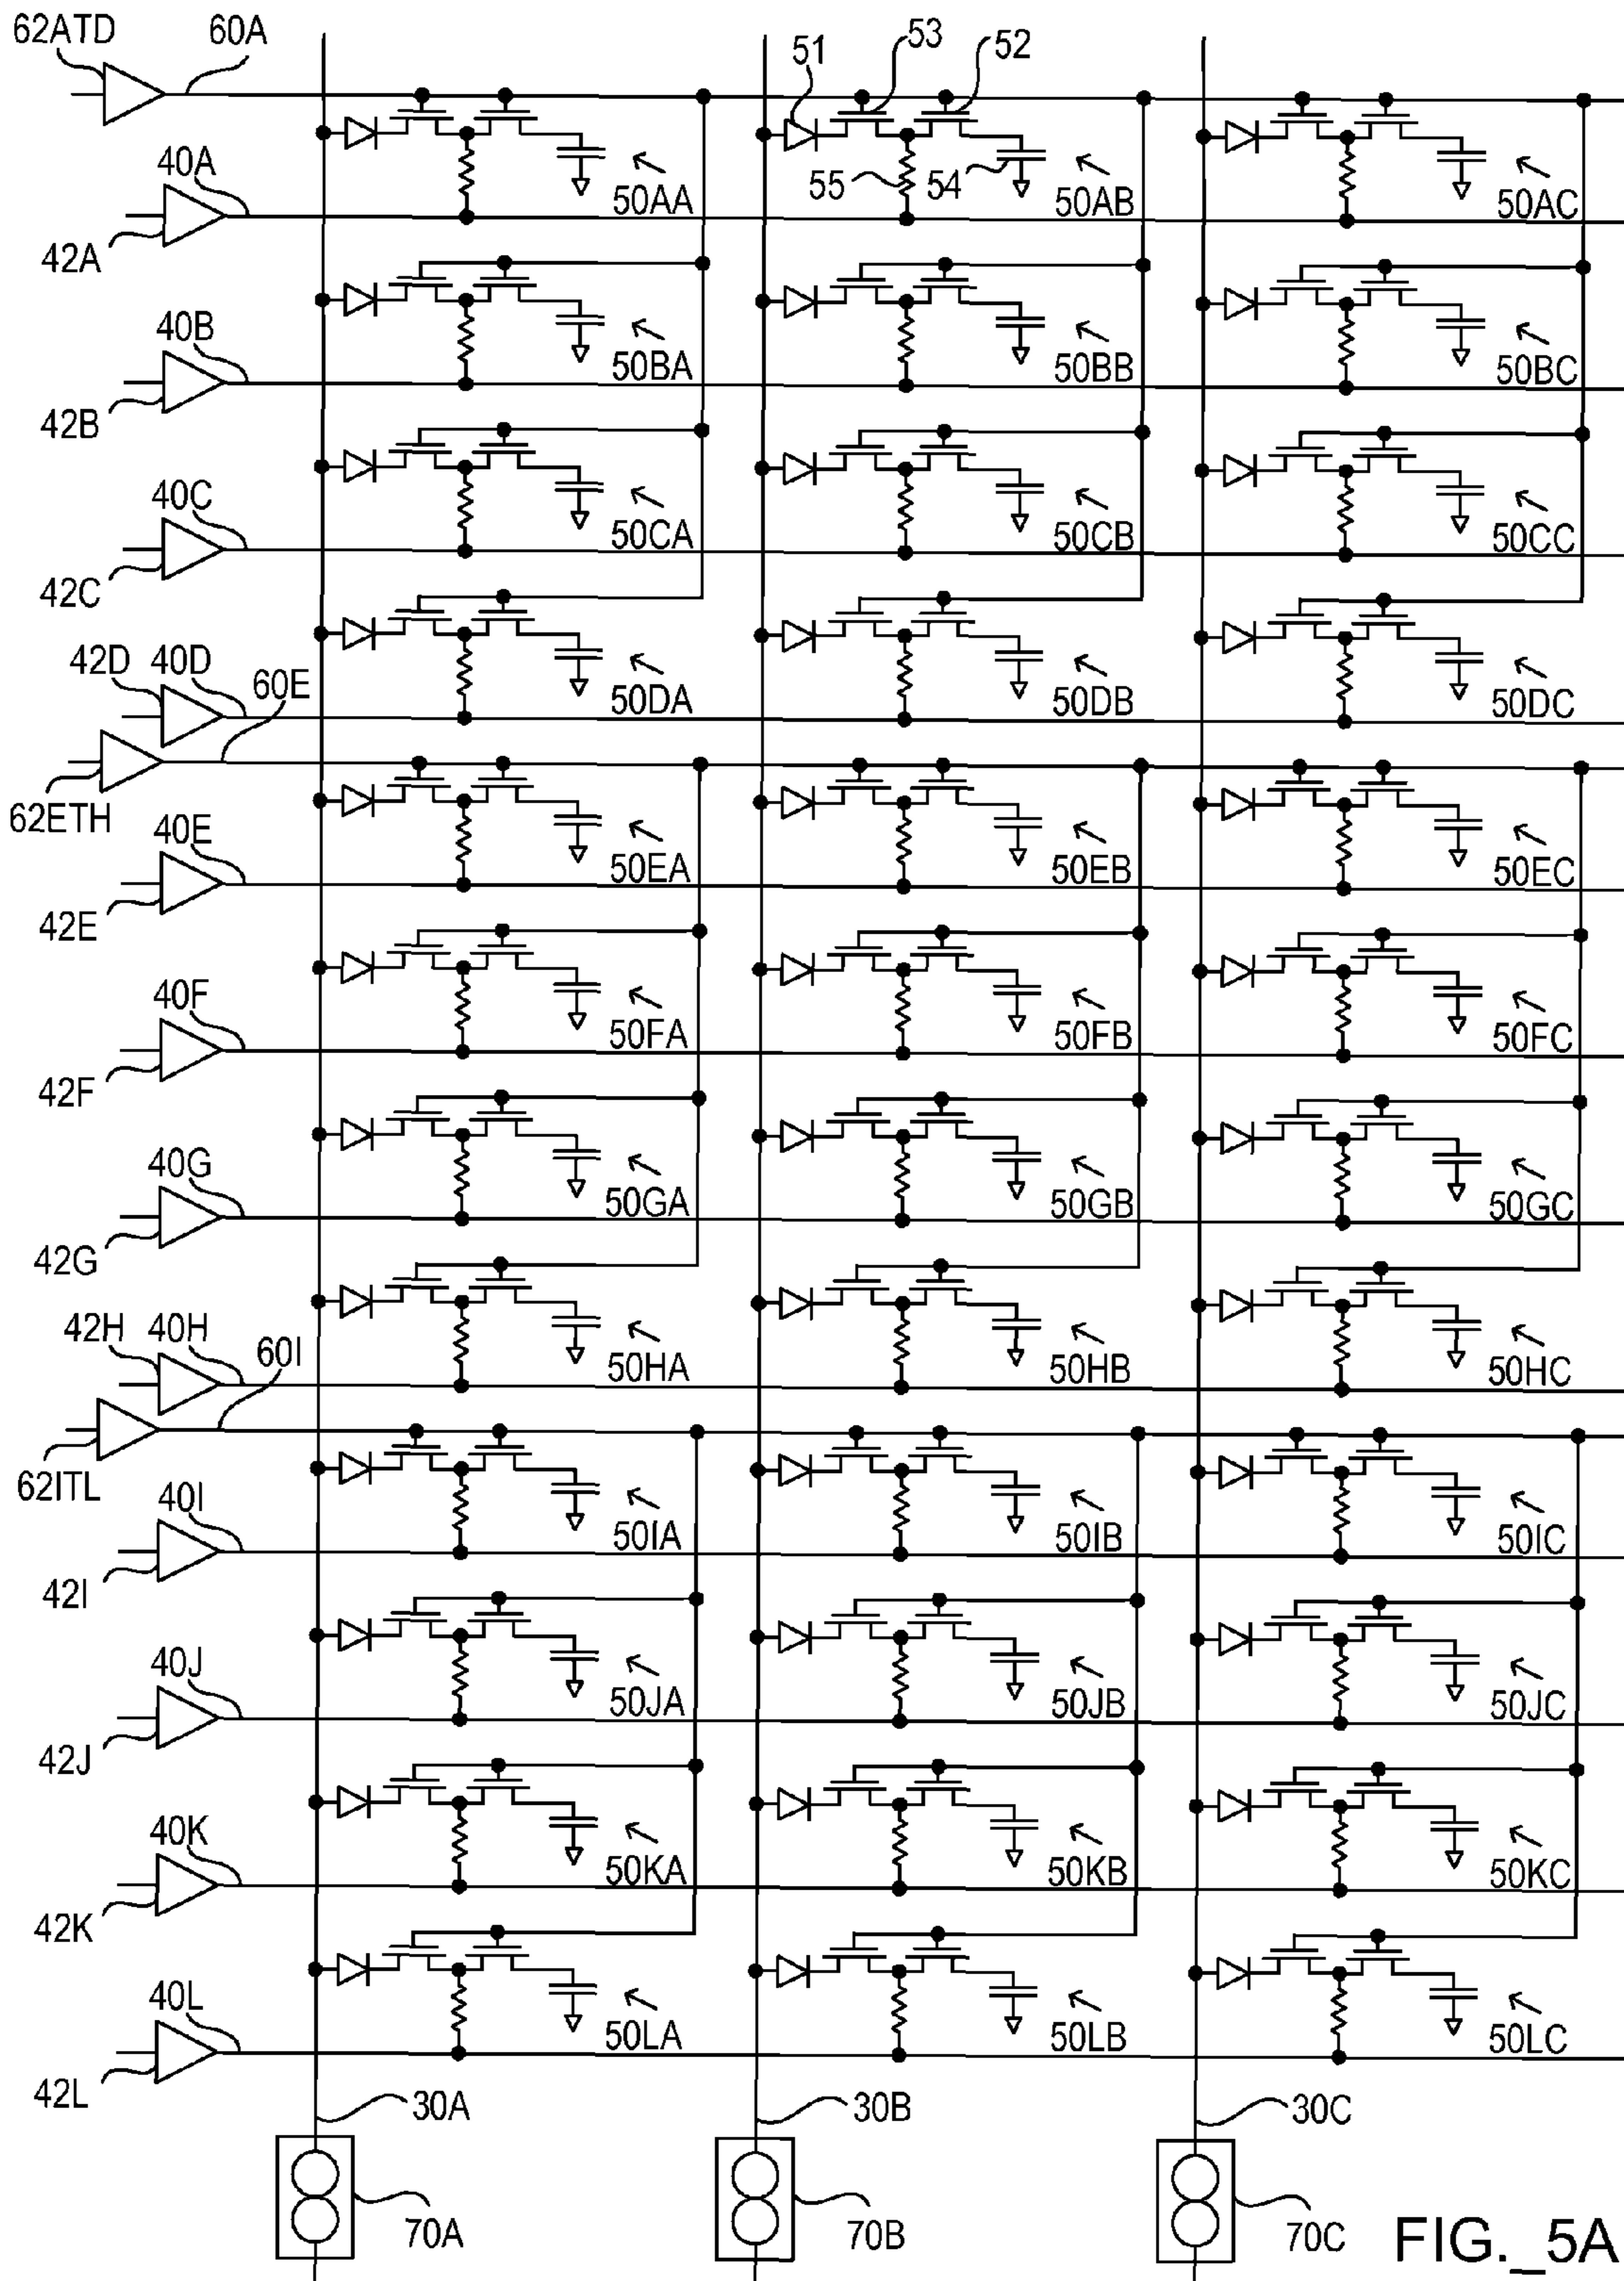 62ATD 60A 51 53 52
40A 55 54 50AA 50AB 50AC
42A
40B 50BA 50BB 50BC
42B
40C 50CA 50CB 50CC
42C
42D 40D 60E 50DA 50DB 50DC
62ETH 40E 50EA 50EB 50EC
42E
40F 50FA 50FB 50FC
42F
40G 50GA 50GB 50GC
42G
42H 40H 60I 50HA 50HB 50HC
62ITL 40I 50IA 50IB 50IC
42I
40J 50JA 50JB 50JC
42J
40K 50KA 50KB 50KC
42K
40L 50LA 50LB 50LC
42L
30A 30B 30C
70A 70B 70C
FIG._5A